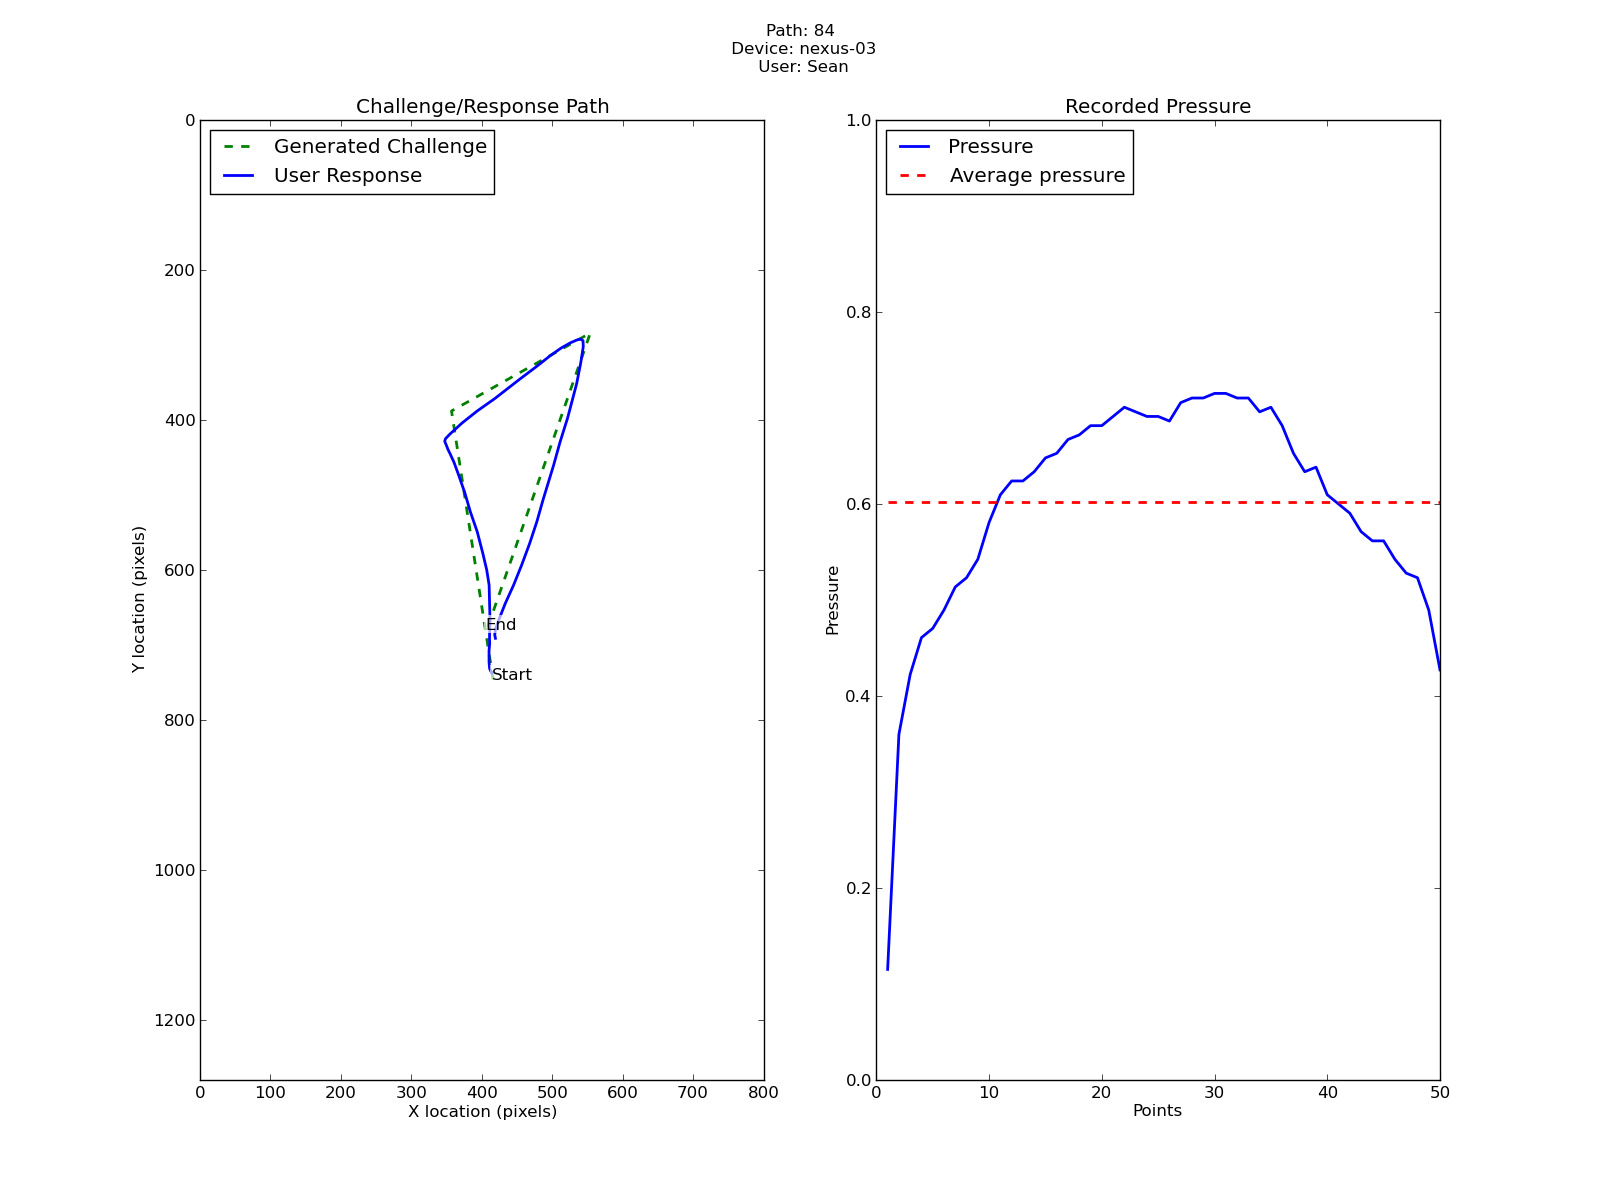 Path: 84
Device: nexus-03
User: Sean
Challenge/Response Path
Generated Challenge
User Response
0
200
400
600
800
1000
1200
Y location (pixels)
End
Start
0 100 200 300 400 500 600 700 800
X location (pixels)
Recorded Pressure
Pressure
Average pressure
1.0
0.8
0.6
0.4
0.2
0.0
Pressure
0 10 20 30 40 50
Points